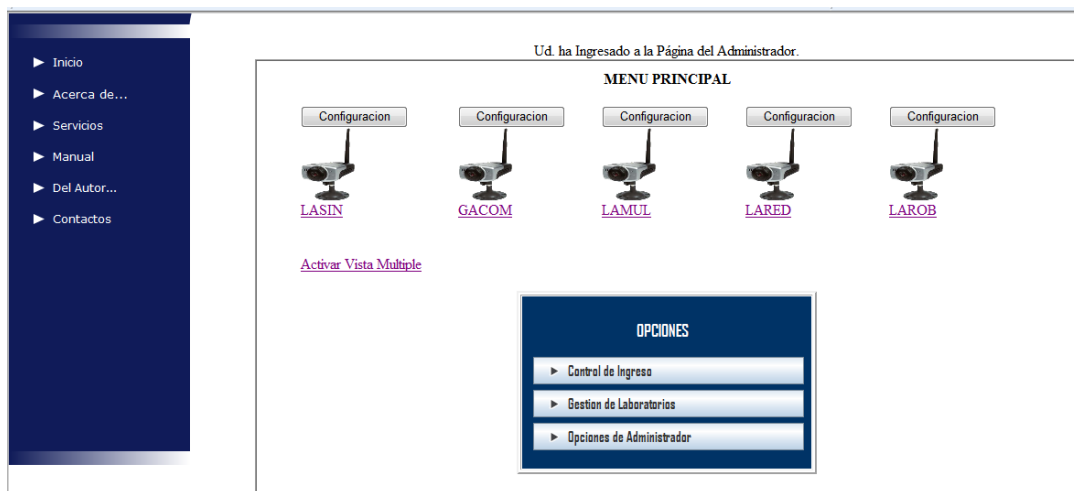 Inicio
Acerca de...
Servicios
Manual
Del Autor...
Contactos
Ud. ha Ingresado a la Página del Administrador.
MENU PRINCIPAL
Configuracion Configuracion Configuracion Configuracion Configuracion
LASIN GACOM LAMUL LARED LAROB
Activar Vista Multiple
OPCIONES
Control de Ingreso
Gestion de Laboratorios
Opciones de Administrador